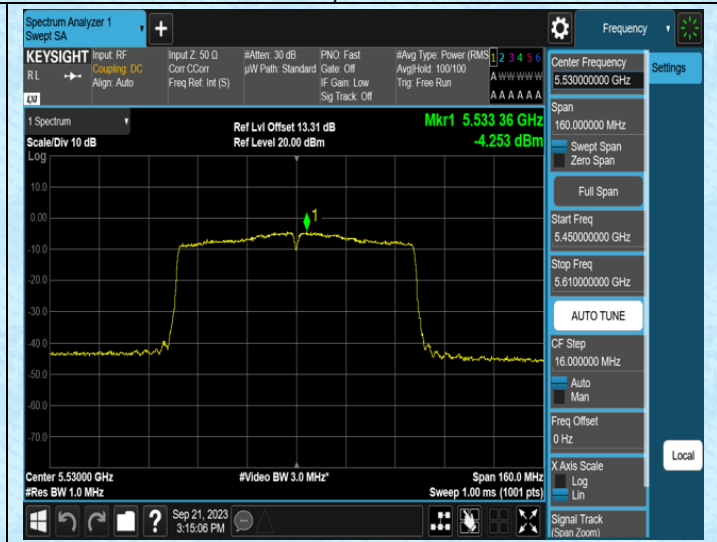 Spectrum Analyzer 1
Swept SA
+
Frequency
KEYSIGHT
RL
LXI
Input: RF
Coupling: DC
Align: Auto
Input Z: 50 Ω
Corr CCorr
Freq Ref: Int (S)
#Atten: 30 dB
µW Path: Standard
PNO: Fast
Gate: Off
IF Gain: Low
Sig Track: Off
#Avg Type: Power (RMS
Avg|Hold: 100/100
Trig: Free Run
1 2 3 4 5 6
A W W W W W
A A A A A A
1 Spectrum
Scale/Div 10 dB
Ref Lvl Offset 13.31 dB
Ref Level 20.00 dBm
Mkr1 5.533 36 GHz
-4.253 dBm
Log
10.0
0.00
-10.0
-20.0
-30.0
-40.0
-50.0
-60.0
-70.0
1
Center 5.53000 GHz
#Res BW 1.0 MHz
#Video BW 3.0 MHz*
Span 160.0 MHz
Sweep 1.00 ms (1001 pts)
?
Sep 21, 2023
3:15:06 PM
Center Frequency
5.530000000 GHz
Settings
Span
160.000000 MHz
Swept Span
Zero Span
Full Span
Start Freq
5.450000000 GHz
Stop Freq
5.610000000 GHz
AUTO TUNE
CF Step
16.000000 MHz
Auto
Man
Freq Offset
0 Hz
X Axis Scale
Log
Lin
Signal Track
(Span Zoom)
Local